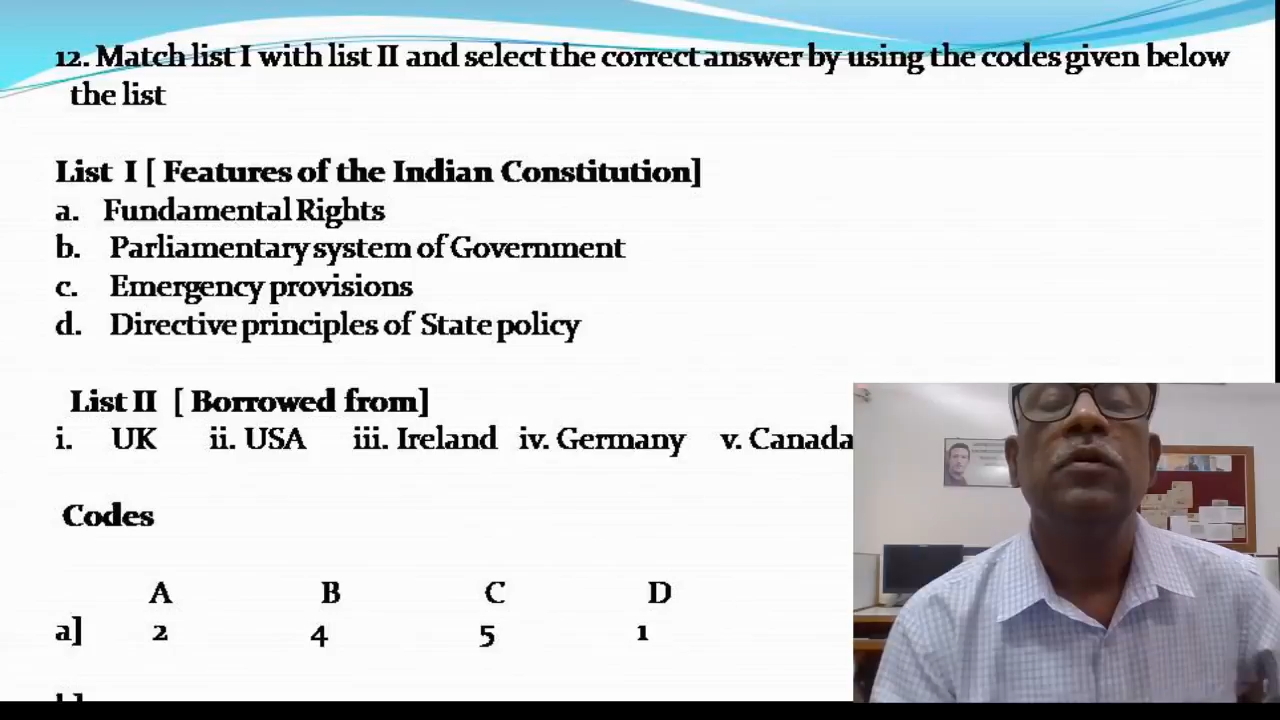 12. Match list I with list II and select the correct answer by using the codes given below
the list
List I [ Features of the Indian Constitution]
a. Fundamental Rights
b. Parliamentary system of Government
c. Emergency provisions
d. Directive principles of State policy
List II [ Borrowed from]
i. UK ii. USA iii. Ireland iv. Germany v. Canada
Codes
A B C D
a] 2 4 5 1